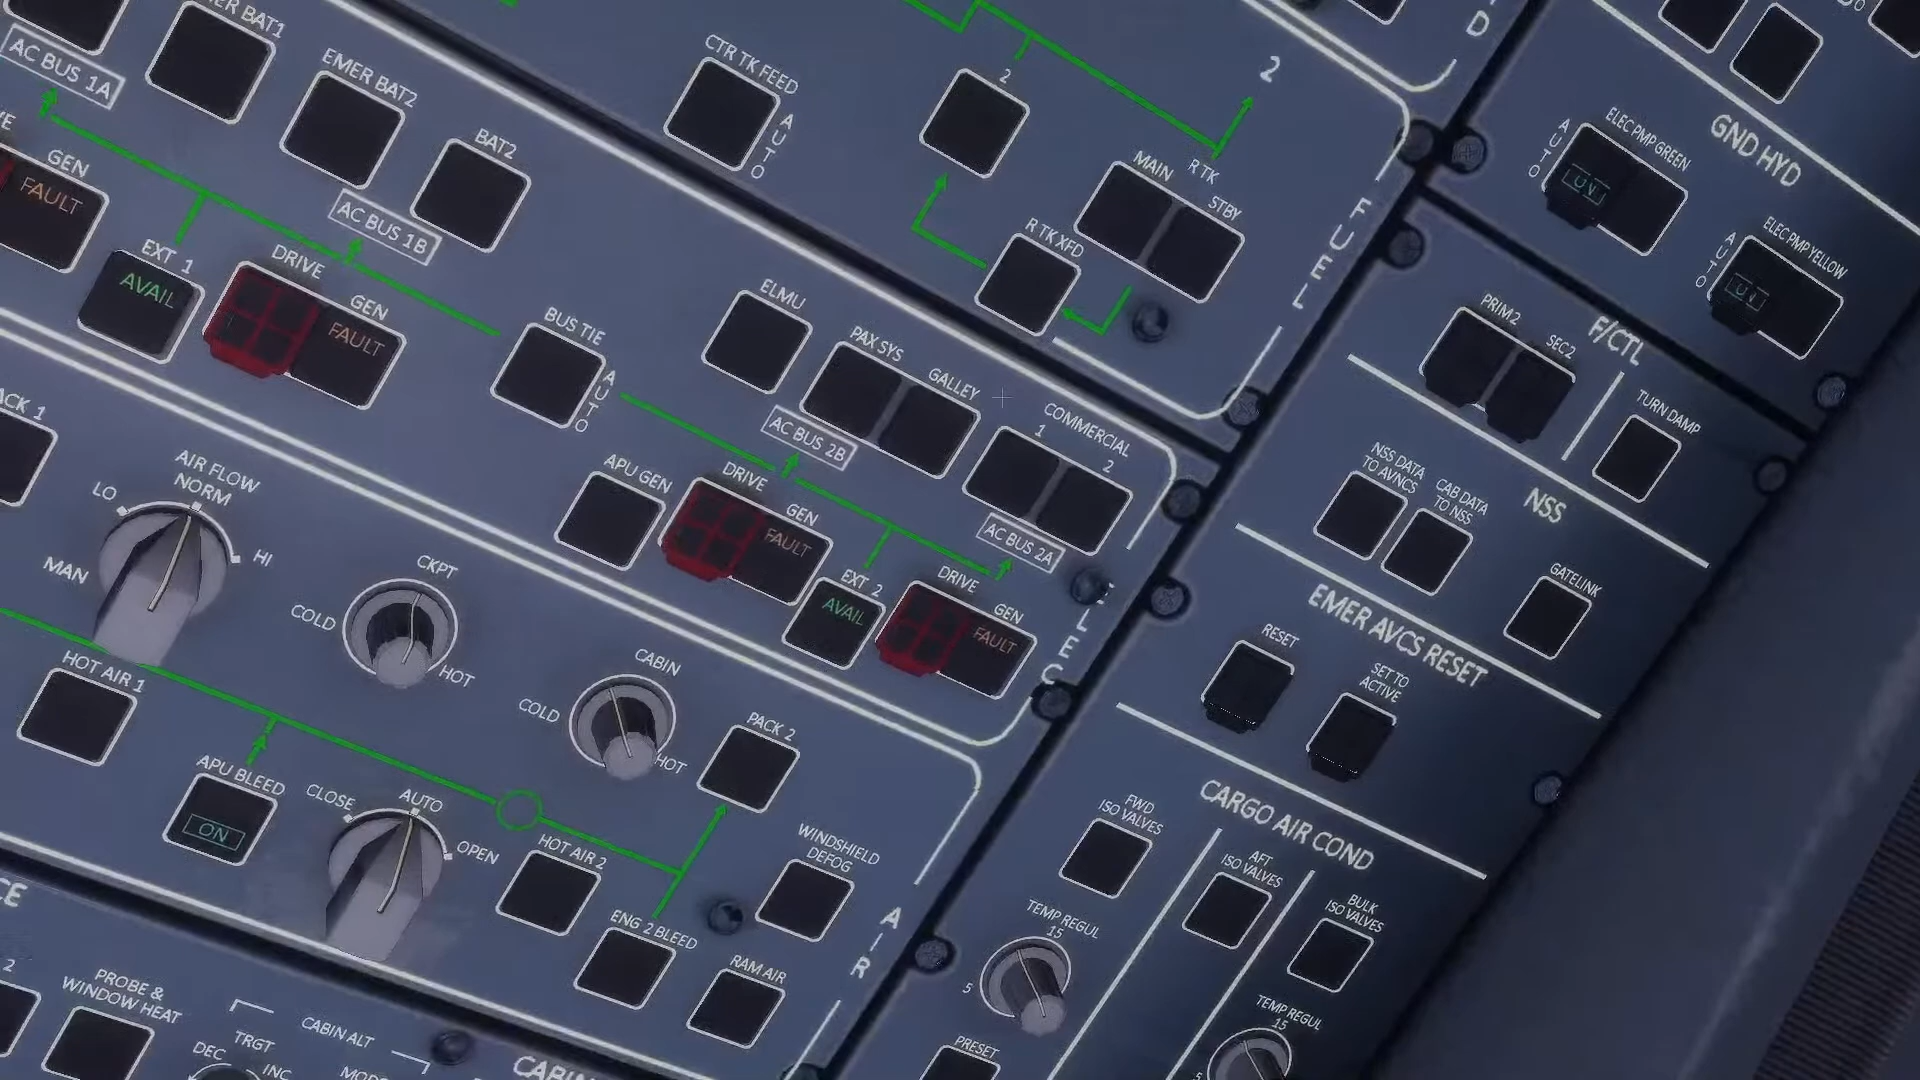 AC BUS 1A
EMER BAT2
BAT2
CTR TK FEED
AUTO
2
2
MAIN
R TK
STBY
R TK XFD
FUEL
D
GEN
FAULT
EXT 1
AVAIL
DRIVE
GEN
FAULT
AC BUS 1B
BUS TIE
AUTO
ELMU
PAX SYS
GALLEY
COMMERCIAL
1
2
AC BUS 2B
APU GEN
DRIVE
GEN
FAULT
EXT 2
AVAIL
DRIVE
GEN
FAULT
AC BUS 2A
ELEC
AIR FLOW
LO
NORM
HI
MAN
CKPT
COLD
HOT
CABIN
COLD
HOT
HOT AIR 1
APU BLEED
ON
CLOSE
AUTO
OPEN
HOT AIR 2
PACK 2
ENG 2 BLEED
WINDSHIELD
DEFOG
RAM AIR
AIR
2
PROBE &
WINDOW HEAT
CABIN ALT
TRGT
DEC
INC
GND HYD
ELEC PMP GREEN
AUTO
ELEC PMP YELLOW
AUTO
F/CTL
PRIM2
SEC2
TURN DAMP
NSS
NSS DATA
TO AVNCS
CAB DATA
TO NSS
GATELINK
EMER AVCS RESET
RESET
SET TO
ACTIVE
CARGO AIR COND
FWD
ISO VALVES
AFT
ISO VALVES
BULK
ISO VALVES
TEMP REGUL
15
5
TEMP REGUL
15
5
PRESET